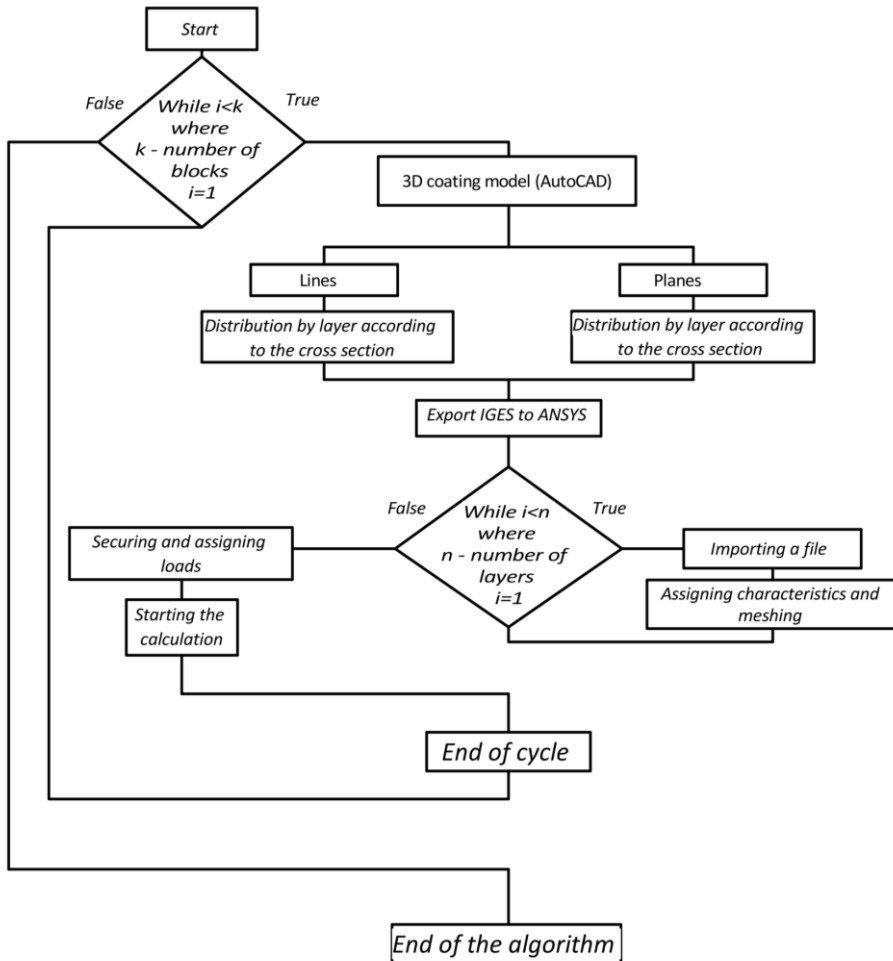 Start
False
True
While i<k
where
k - number of
blocks
i=1
3D coating model (AutoCAD)
Lines
Planes
Distribution by layer according
to the cross section
Distribution by layer according
to the cross section
Export IGES to ANSYS
False
True
While i<n
where
n - number of
layers
i=1
Securing and assigning
loads
Importing a file
Starting the
calculation
Assigning characteristics and
meshing
End of cycle
End of the algorithm